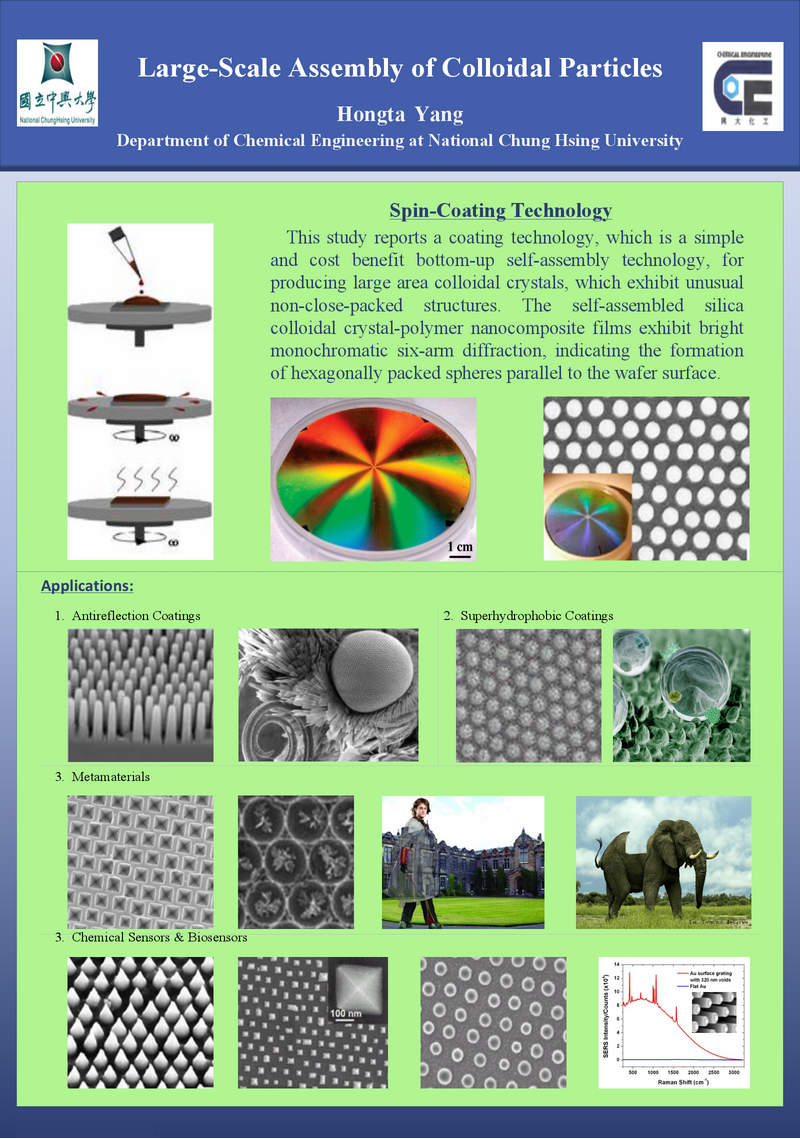 國立中興大學
National ChungHsing University
Large-Scale Assembly of Colloidal Particles
Hongta Yang
Department of Chemical Engineering at National Chung Hsing University
CHEMICAL ENGINEERING
興大化工
Spin-Coating Technology
This study reports a coating technology, which is a simple
and cost benefit bottom-up self-assembly technology, for
producing large area colloidal crystals, which exhibit unusual
non-close-packed structures. The self-assembled silica
colloidal crystal-polymer nanocomposite films exhibit bright
monochromatic six-arm diffraction, indicating the formation
of hexagonally packed spheres parallel to the wafer surface.
ω
ω
1 cm
Applications:
1. Antireflection Coatings
2. Superhydrophobic Coatings
3. Metamaterials
3. Chemical Sensors & Biosensors
100 nm
SERS Intensity/Counts (x10⁴)
14
12
10
8
6
4
2
0
Au surface grating
with 320 nm voids
Flat Au
500 1000 1500 2000 2500 3000
Raman Shift (cm⁻¹)